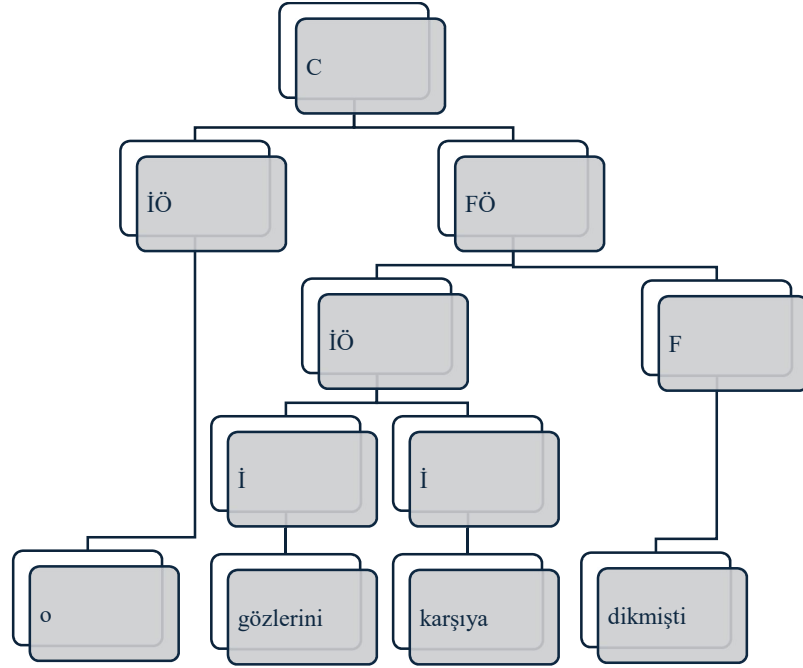 C
İÖ
FÖ
İÖ
F
İ
İ
o
gözlerini
karşıya
dikmişti